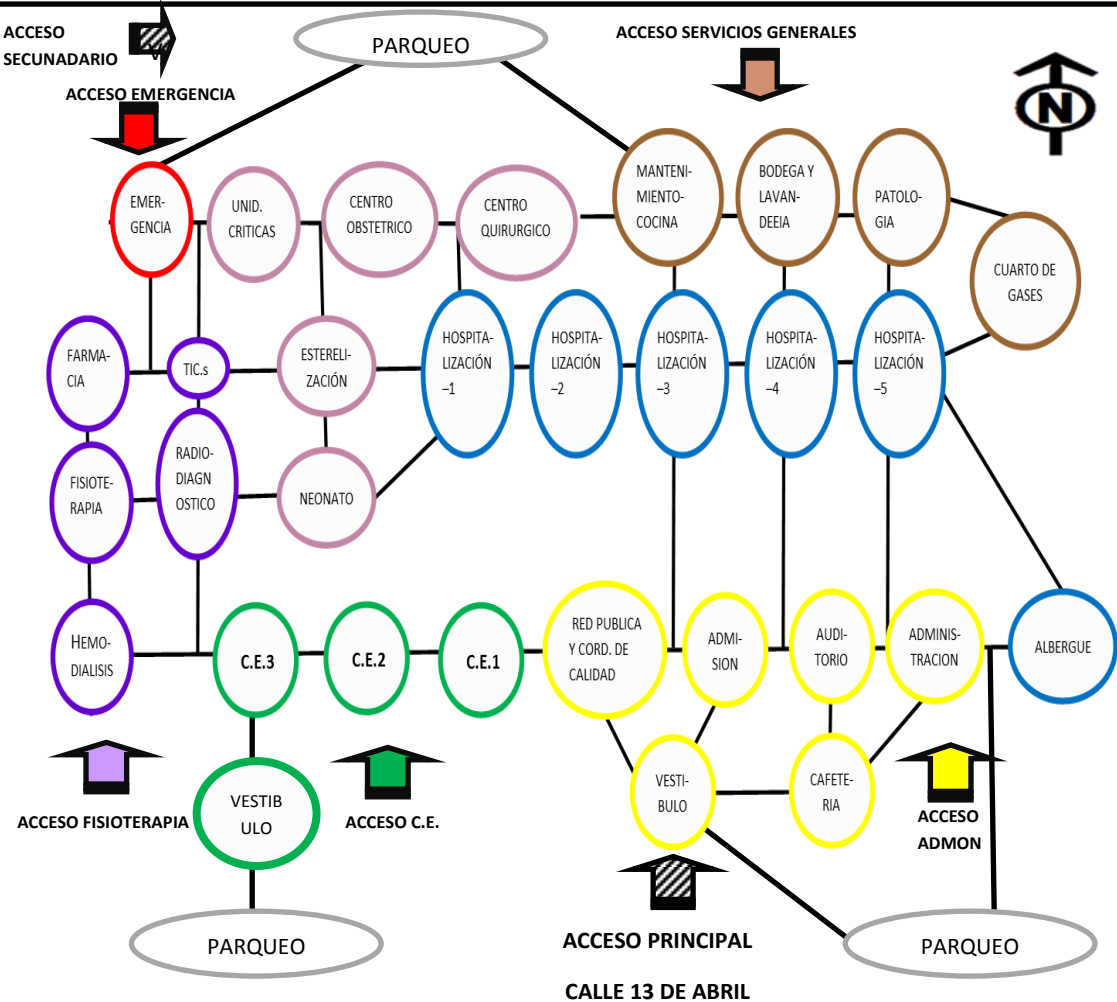 ACCESO
SECUNADARIO
PARQUEO
ACCESO SERVICIOS GENERALES
N
ACCESO EMERGENCIA
EMER-
GENCIA
UNID.
CRITICAS
CENTRO
OBSTETRICO
CENTRO
QUIRURGICO
MANTENI-
MIENTO-
COCINA
BODEGA Y
LAVAN-
DEEIA
PATOLO-
GIA
CUARTO DE
GASES
FARMA-
CIA
TIC.s
ESTERELI-
ZACIÓN
HOSPITA-
LIZACIÓN
–1
HOSPITA-
LIZACIÓN
–2
HOSPITA-
LIZACIÓN
–3
HOSPITA-
LIZACIÓN
–4
HOSPITA-
LIZACIÓN
–5
FISIOTE-
RAPIA
RADIO-
DIAGN
OSTICO
NEONATO
HEMO-
DIALISIS
C.E.3
C.E.2
C.E.1
RED PUBLICA
Y CORD. DE
CALIDAD
ADMI-
SION
AUDI-
TORIO
ADMINIS-
TRACION
ALBERGUE
ACCESO FISIOTERAPIA
VESTIB
ULO
ACCESO C.E.
VESTI-
BULO
CAFETE-
RIA
ACCESO
ADMON
PARQUEO
ACCESO PRINCIPAL
PARQUEO
CALLE 13 DE ABRIL